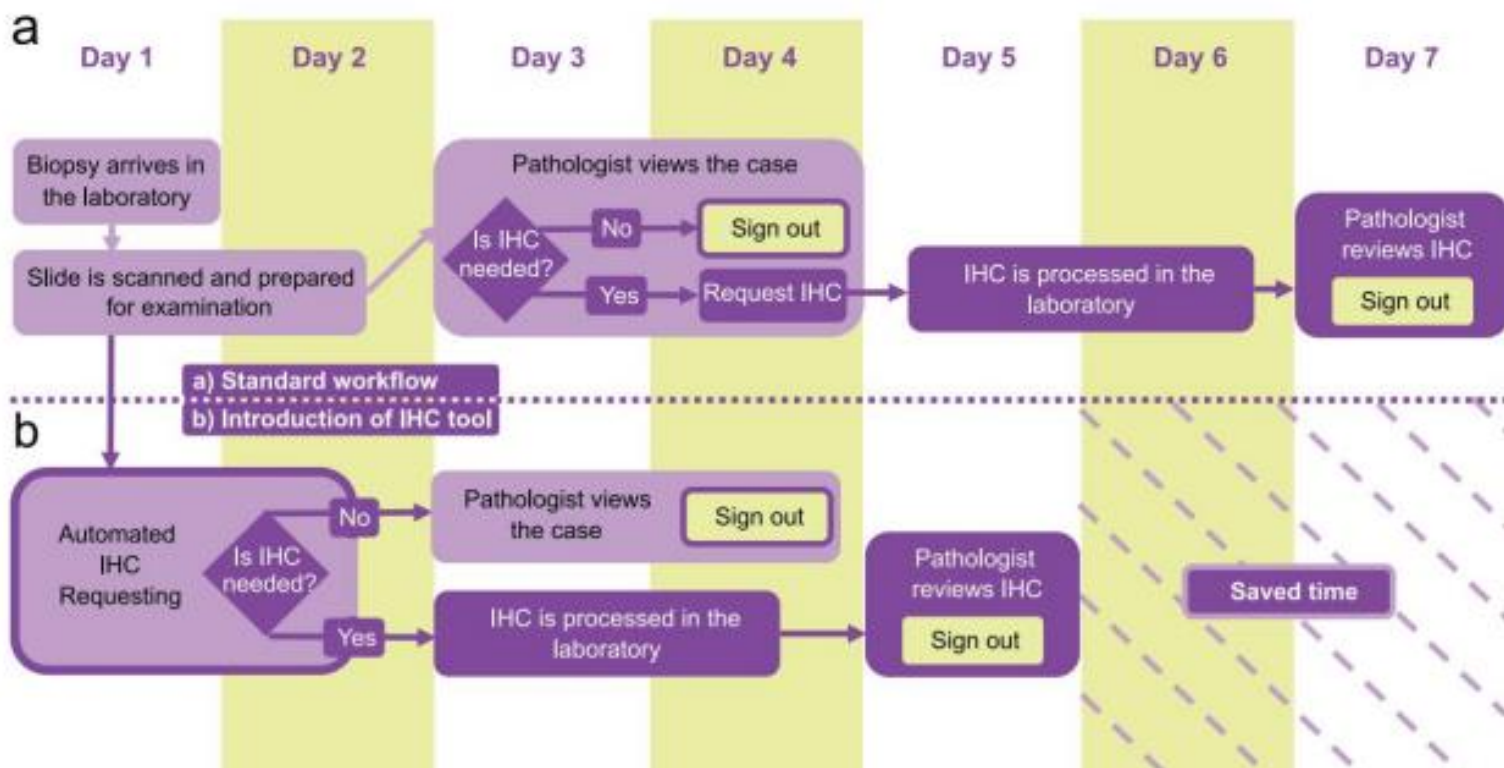 a
Day 1
Day 2
Day 3
Day 4
Day 5
Day 6
Day 7
Biopsy arrives in
the laboratory
Slide is scanned and prepared
for examination
Pathologist views the case
Is IHC
needed?
No
Sign out
Yes
Request IHC
IHC is processed in the
laboratory
Pathologist
reviews IHC
Sign out
a) Standard workflow
b) Introduction of IHC tool
b
Automated
IHC
Requesting
Is IHC
needed?
No
Pathologist views
the case
Sign out
Yes
IHC is processed in the
laboratory
Pathologist
reviews IHC
Sign out
Saved time